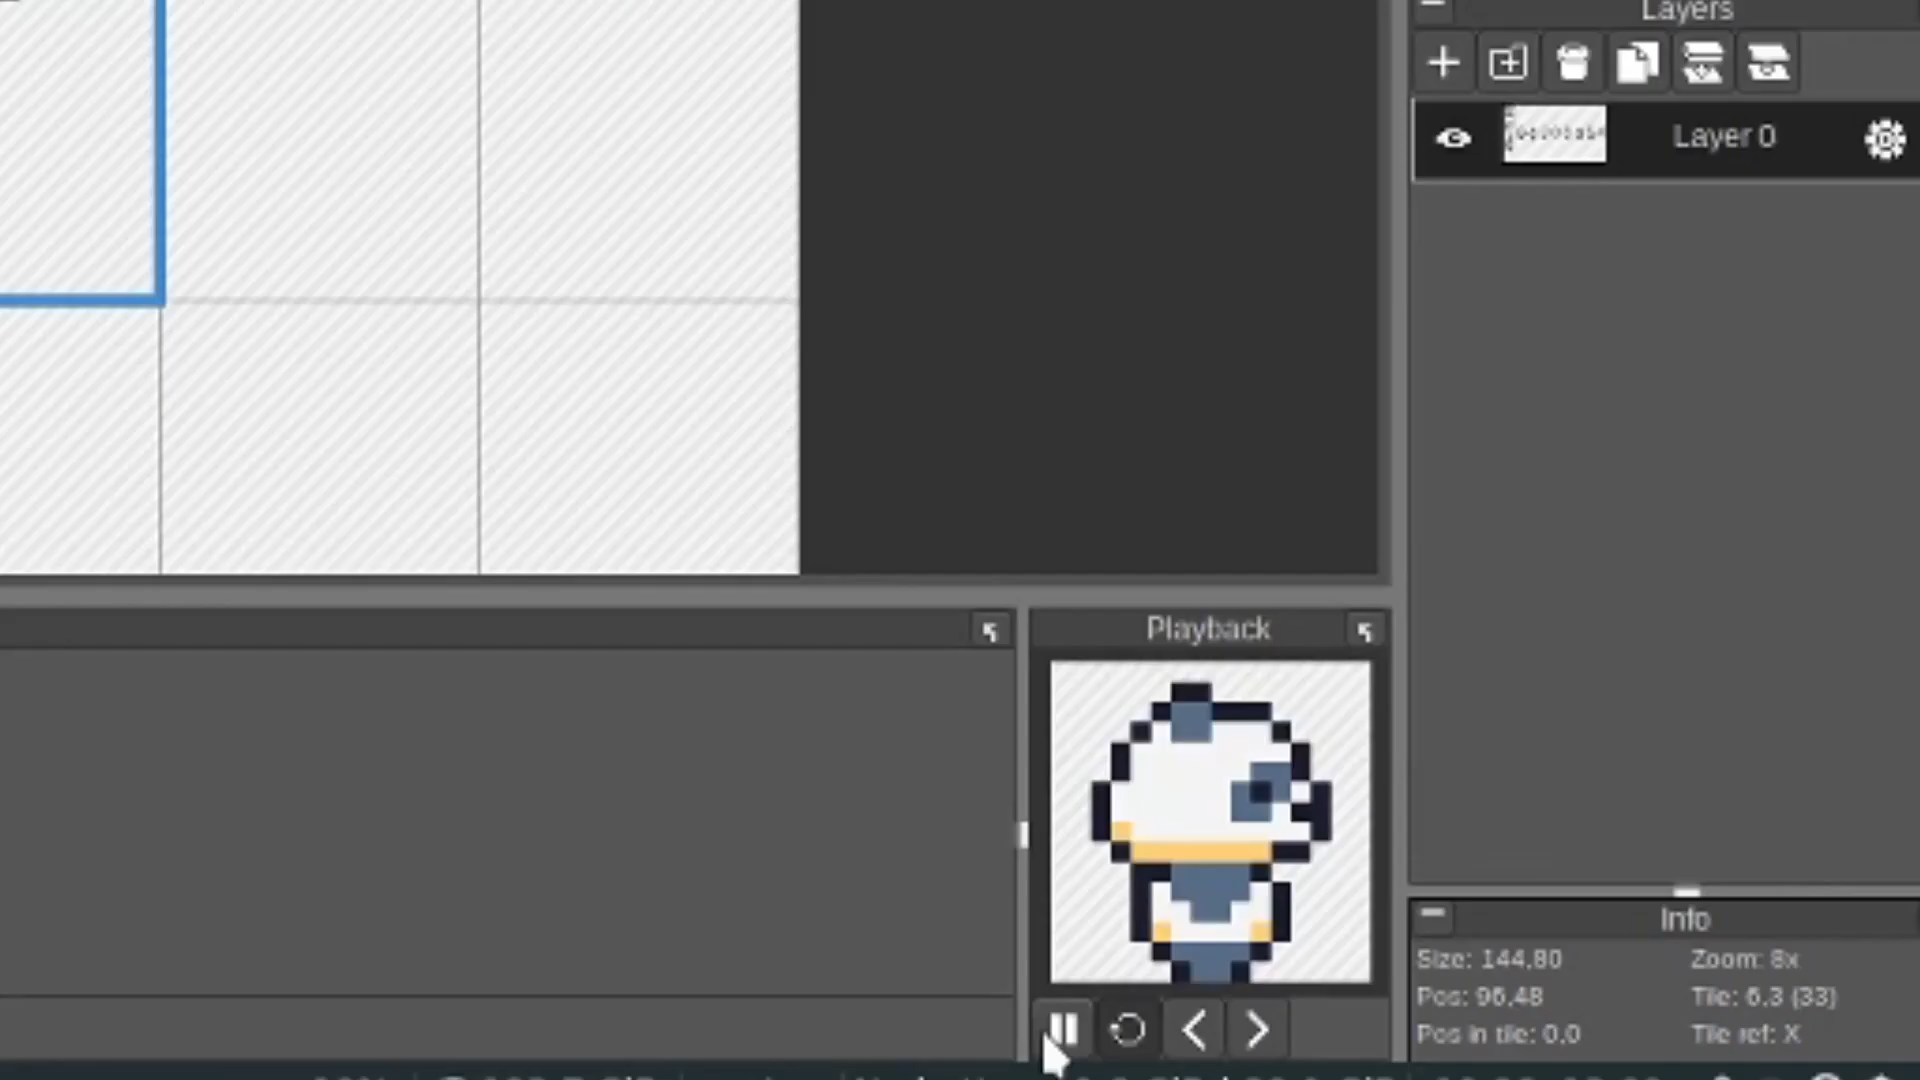 Layers
Layer 0
Playback
Info
Size: 144,80 Zoom: 8x
Pos: 96,48 Tile: 6,3 (33)
Pos in tile: 0,0 Tile ref: X